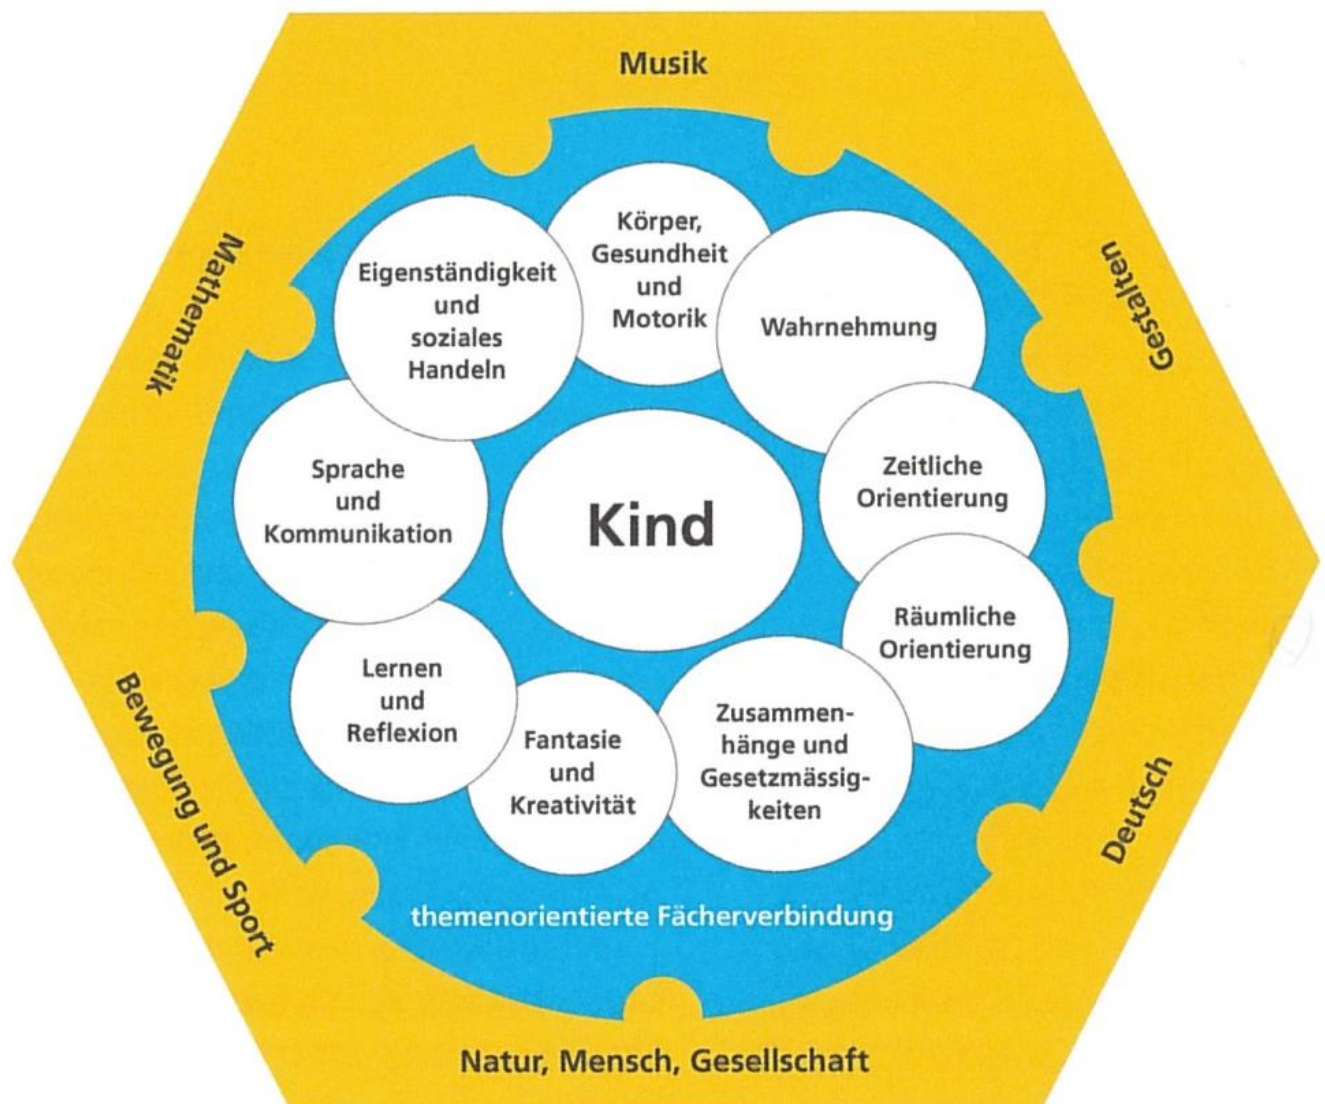 Musik
Mathematik
Gestalten
Körper,
Gesundheit
und
Motorik
Eigenständigkeit
und
soziales
Handeln
Wahrnehmung
Sprache
und
Kommunikation
Kind
Zeitliche
Orientierung
Räumliche
Orientierung
Lernen
und
Reflexion
Fantasie
und
Kreativität
Zusammen-
hänge und
Gesetzmässig-
keiten
Bewegung und Sport
Deutsch
themenorientierte Fächerverbindung
Natur, Mensch, Gesellschaft